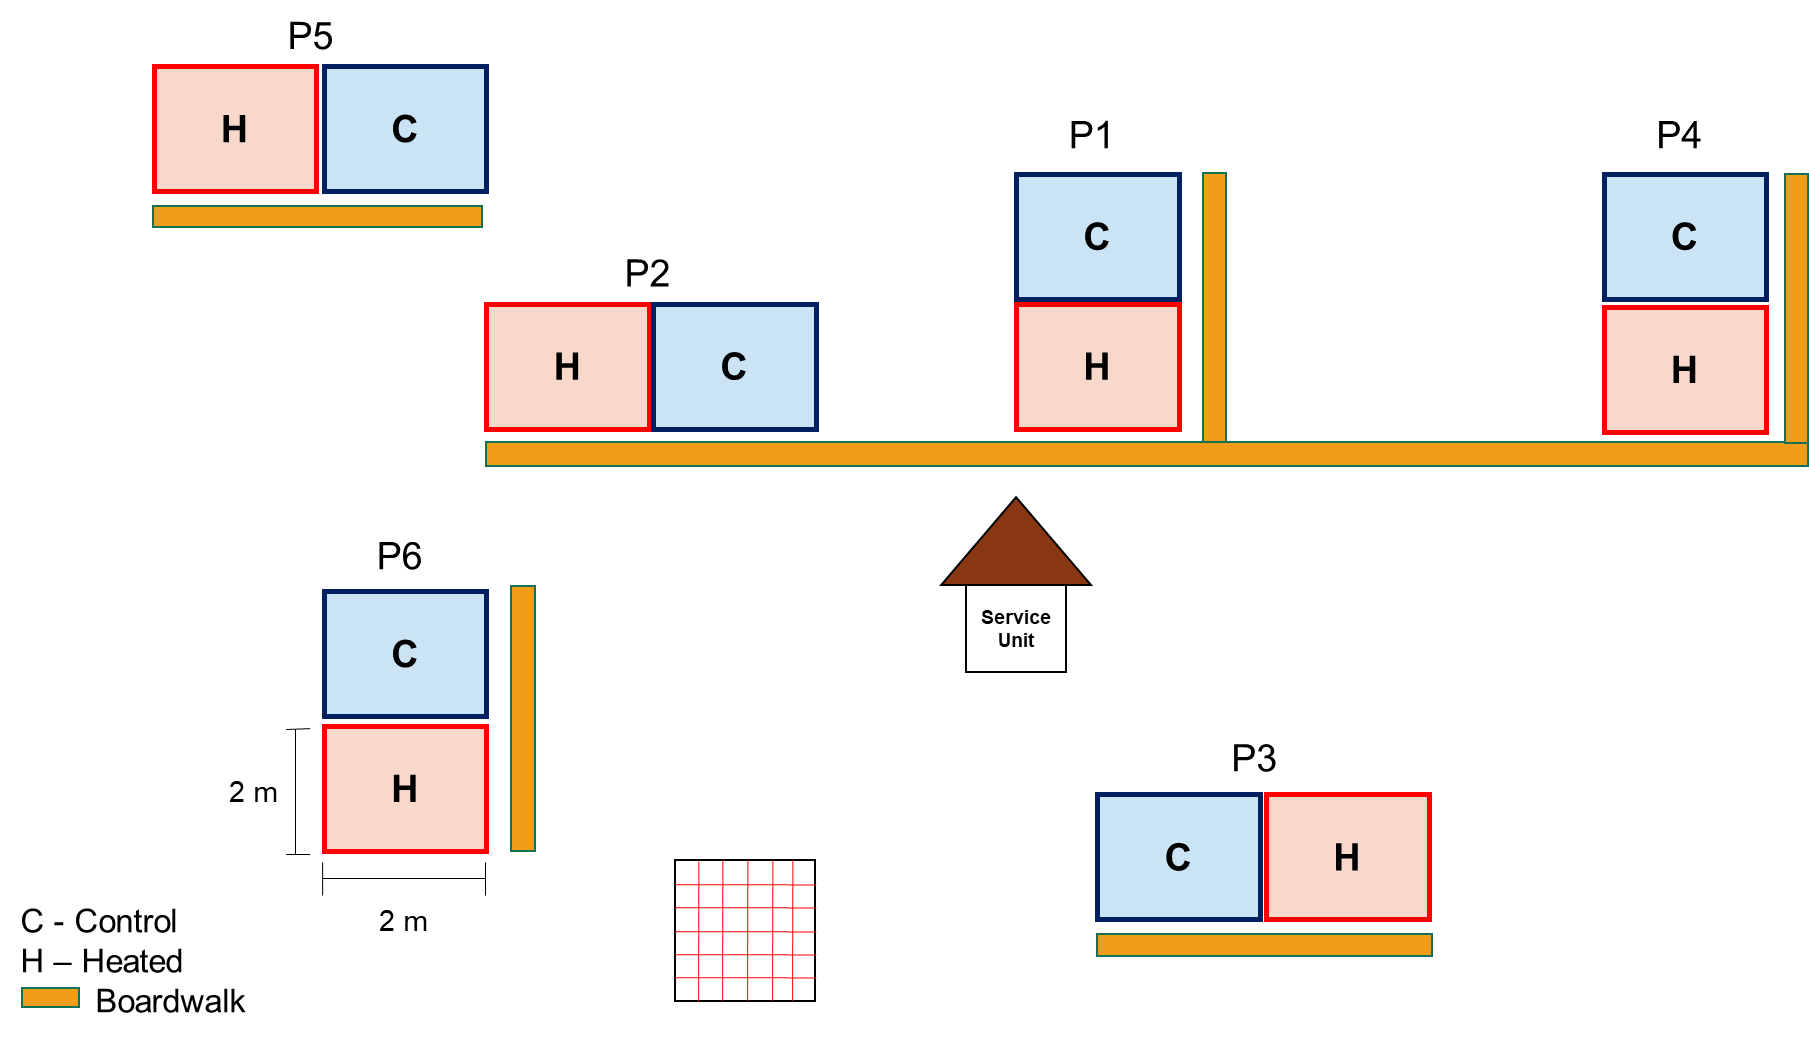 P5
H
C
P1
C
H
P4
C
H
P2
H
C
P6
C
H
2 m
2 m
Service
Unit
P3
C
H
C - Control
H – Heated
Boardwalk